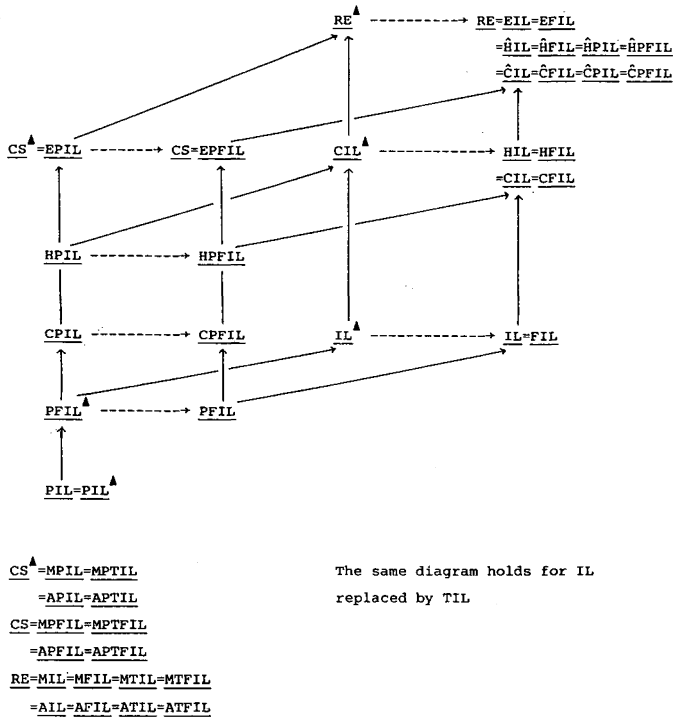 RE▲ RE=EIL=EFIL
=ĤIL=ĤFIL=ĤPIL=ĤPFIL
=ĈIL=ĈFIL=ĈPIL=ĈPFIL
CS▲=EPIL CS=EPFIL CIL▲ HIL=HFIL
=CIL=CFIL
HPIL HPFIL
CPIL CPFIL IL▲ IL=FIL
PFIL▲ PFIL
PIL=PIL▲
CS▲=MPIL=MPTIL
=APIL=APTIL
CS=MPFIL=MPTFIL
=APFIL=APTFIL
RE=MIL=MFIL=MTIL=MTFIL
=AIL=AFIL=ATIL=ATFIL
The same diagram holds for IL
replaced by TIL